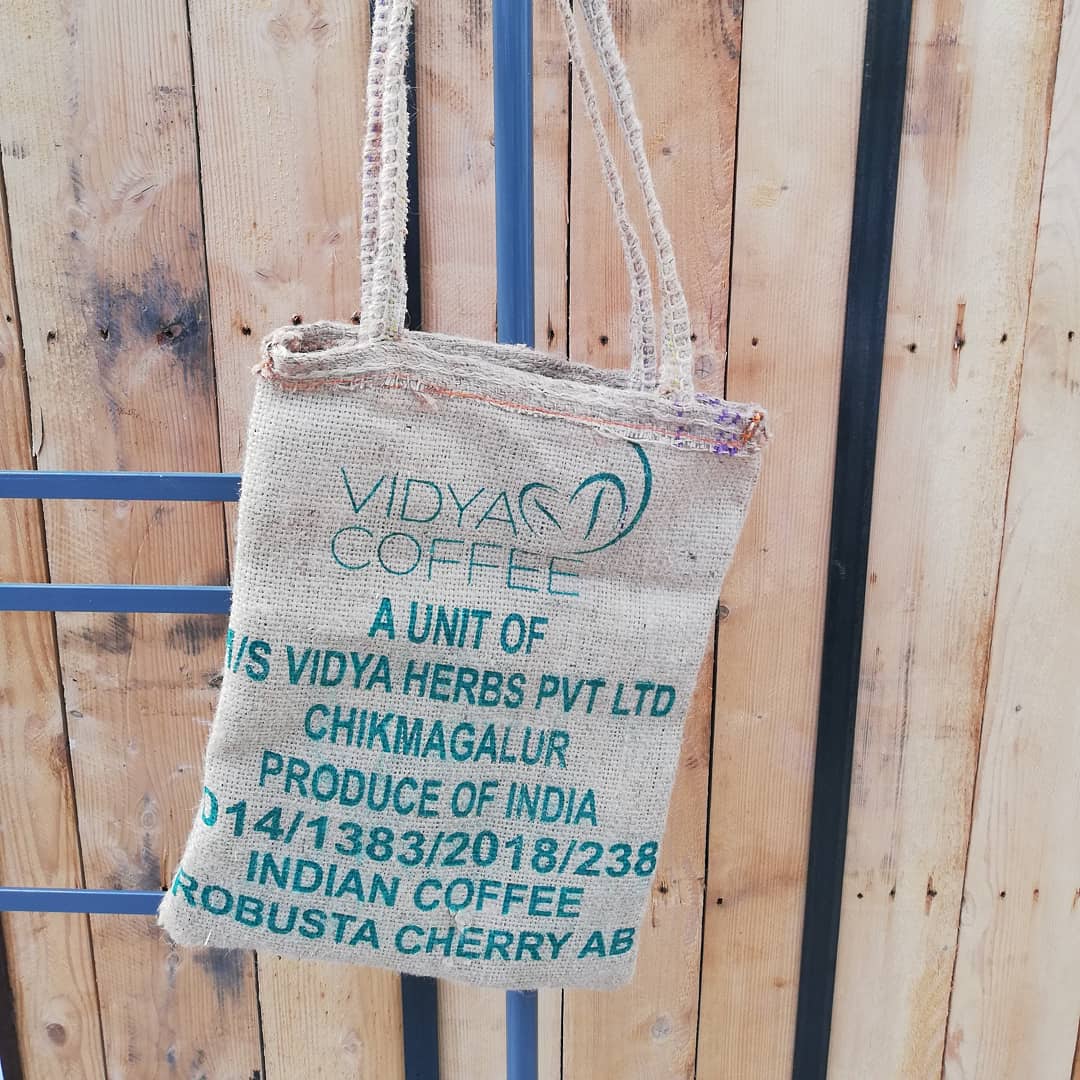 VIDYA
COFFEE
A UNIT OF
M/S VIDYA HERBS PVT LTD
CHIKMAGALUR
PRODUCE OF INDIA
014/1383/2018/238
INDIAN COFFEE
ROBUSTA CHERRY AB